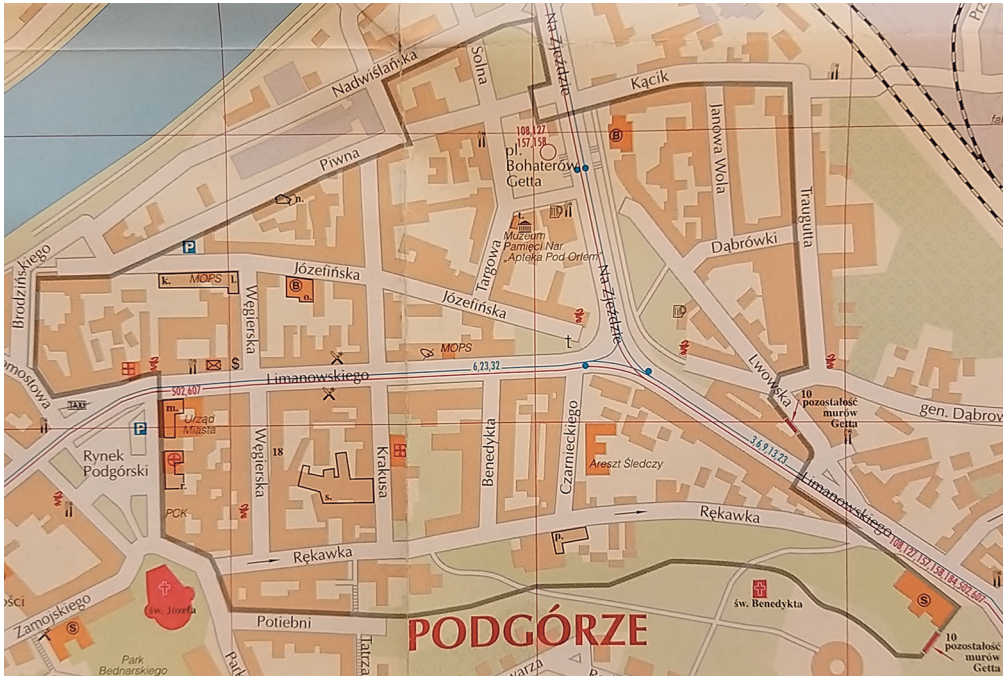 Nadwiślańska
Solna
Na Zjeździe
Kącik
108,127
157,158
pl.
Bohaterów
Getta
B
Janowa Wola
Traugutta
Piwna
n.
t.
Muzeum
Pamięci Nar
„Apteka Pod Orłem"
Targowa
Dąbrówki
Brodzińskiego
P
k.
MOPS
l.
Józefińska
B
o.
Józefińska
Na Zjeździe
Węgierska
t
MOPS
6,23,32
Limanowskiego
502,607
$
TAXI
Lwowska
10
pozostałość
murów
Getta
gen. Dąbrow
m.
Urząd
Miasta
P
Rynek
Podgórski
r.
PCK
Węgierska
18
s.
Krakusa
Benedykta
Czarnieckiego
Areszt Śledczy
3,6,9,13,23
Limanowskiego
108,127,157,158,184,502,607
Rękawka
Rękawka
p.
św. Józefa
Zamojskiego
S
Potiebni
Park
Bednarskiego
Tatrza
PODGÓRZE
św. Benedykta
S
10
pozostałość
murów
Getta